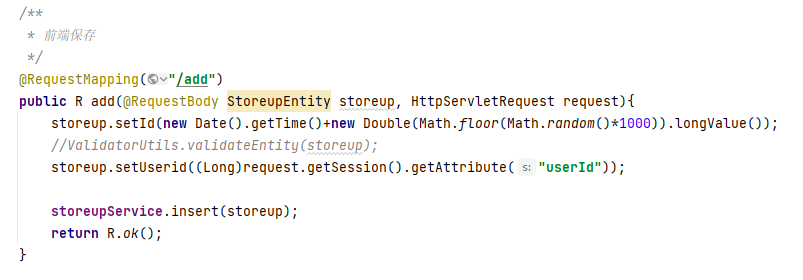 /**
 * 前端保存
 */
@RequestMapping("/add")
public R add(@RequestBody StoreupEntity storeup, HttpServletRequest request){
    storeup.setId(new Date().getTime()+new Double(Math.floor(Math.random()*1000)).longValue());
    //ValidatorUtils.validateEntity(storeup);
    storeup.setUserid((Long)request.getSession().getAttribute( s: "userId"));
    storeupService.insert(storeup);
    return R.ok();
}